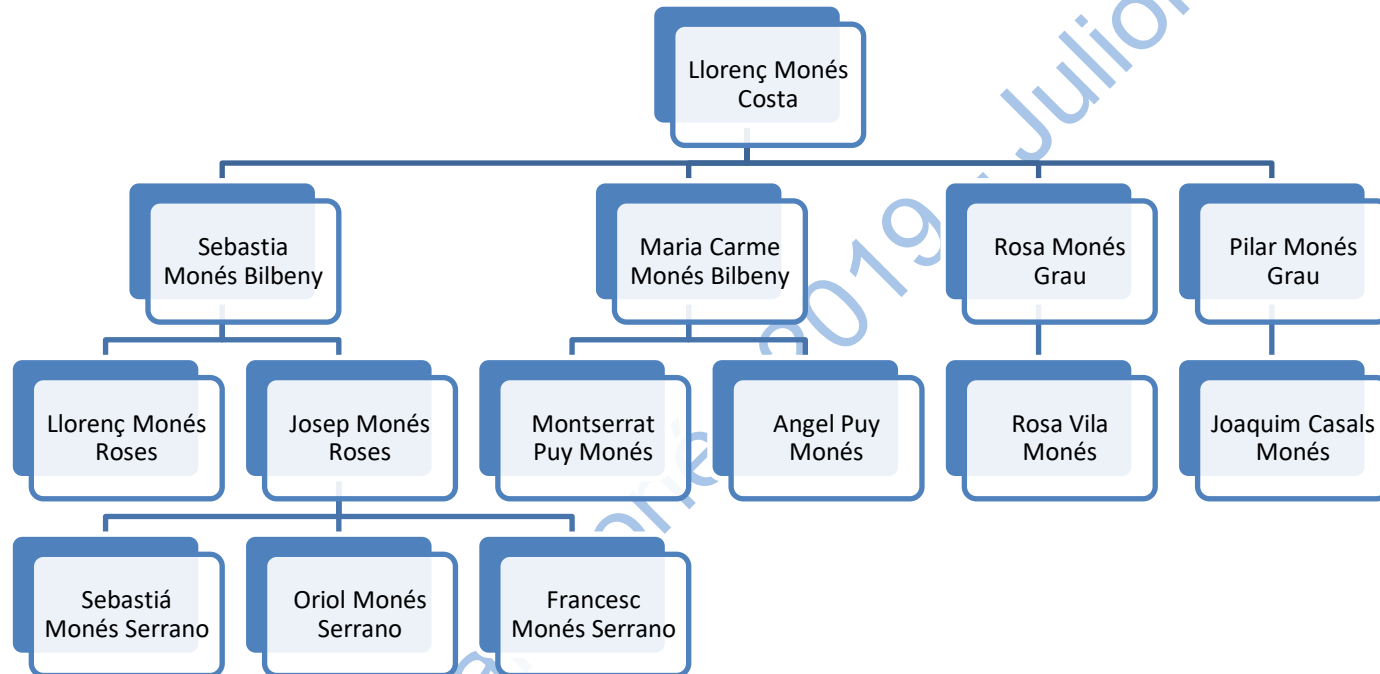 Llorenç Monés
Costa
Sebastia
Monés Bilbeny
Maria Carme
Monés Bilbeny
Rosa Monés
Grau
Pilar Monés
Grau
Llorenç Monés
Roses
Josep Monés
Roses
Montserrat
Puy Monés
Angel Puy
Monés
Rosa Vila
Monés
Joaquim Casals
Monés
Sebastiá
Monés Serrano
Oriol Monés
Serrano
Francesc
Monés Serrano
2019